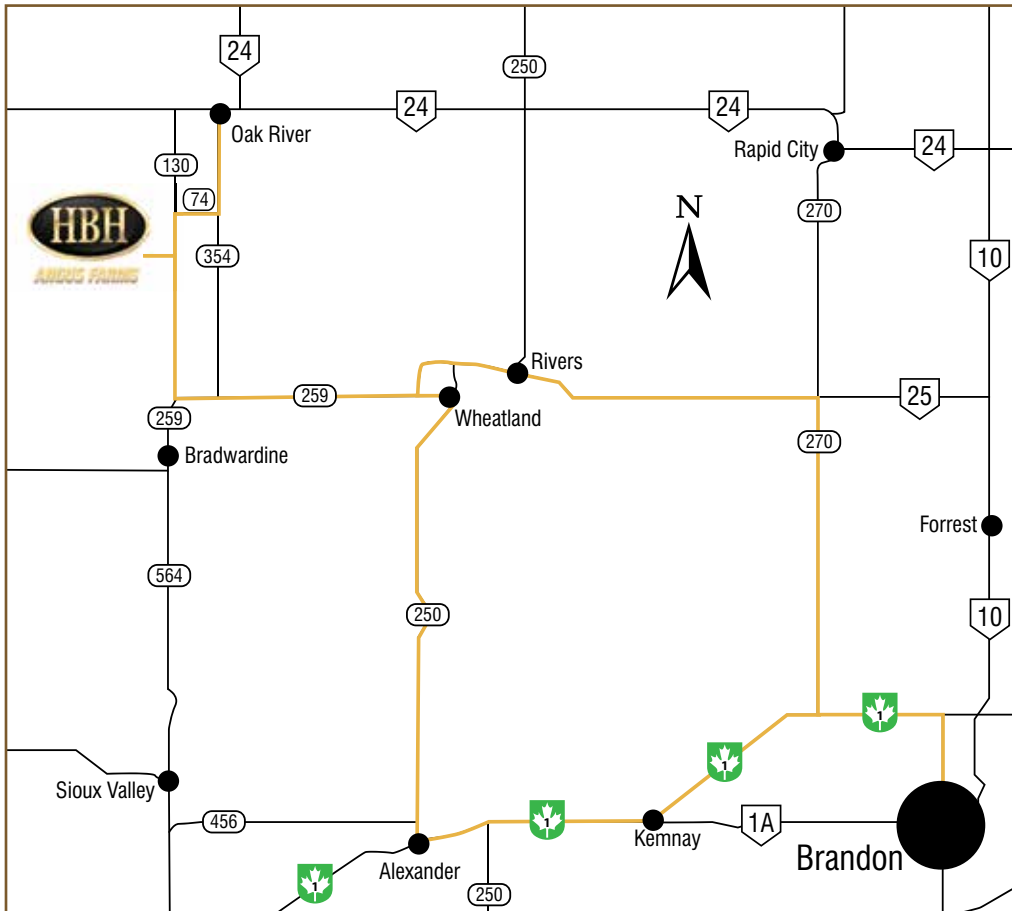 24
250
24
24
Oak River
Rapid City
24
130
74
270
HBH
ANGUS FARMS
N
354
10
Rivers
259
25
259
Wheatland
270
Bradwardine
Forrest
564
250
10
1
1
Sioux Valley
456
1
1A
Kemnay
Brandon
Alexander
1
250